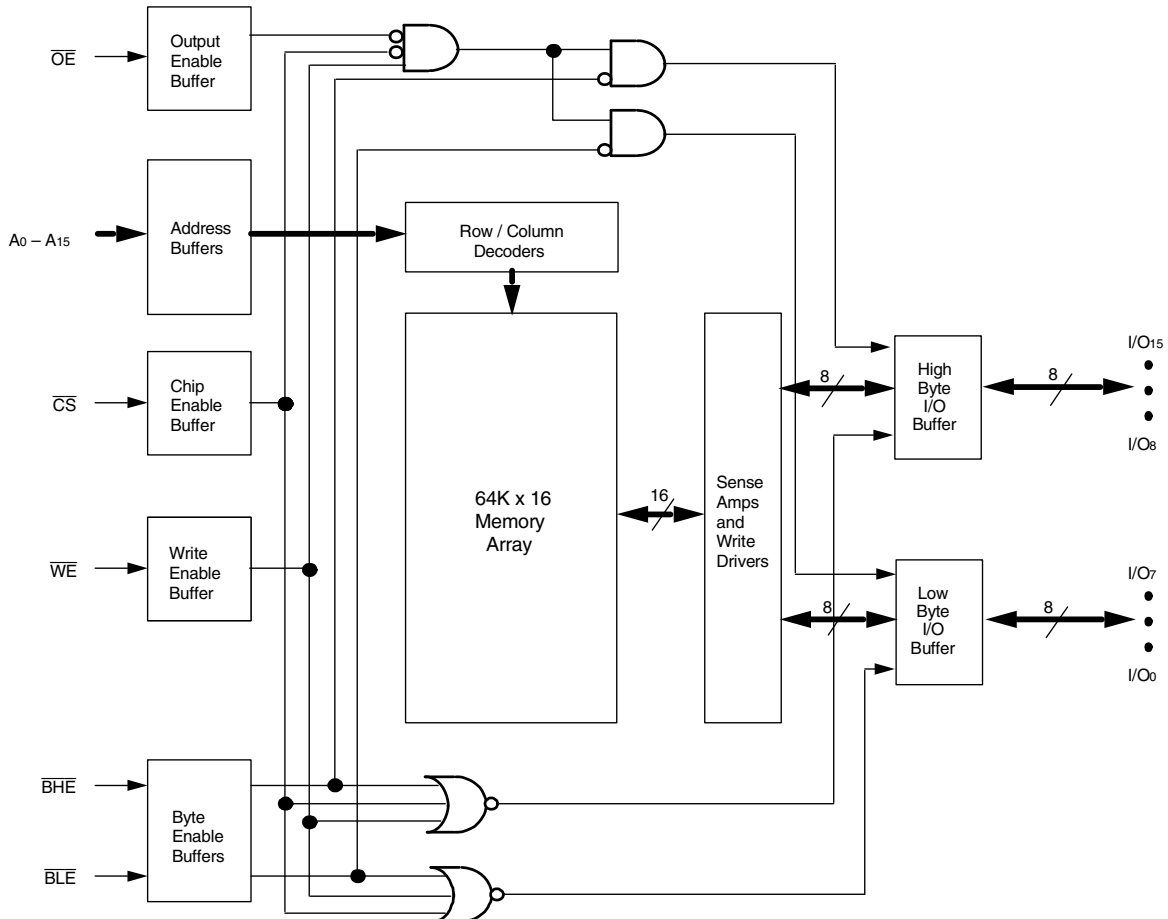 OE
Output
Enable
Buffer
A0 – A15
Address
Buffers
Row / Column
Decoders
CS
Chip
Enable
Buffer
WE
Write
Enable
Buffer
64K x 16
Memory
Array
16
Sense
Amps
and
Write
Drivers
8
High
Byte
I/O
Buffer
8
I/O15
I/O8
8
Low
Byte
I/O
Buffer
8
I/O7
I/O0
BHE
Byte
Enable
Buffers
BLE